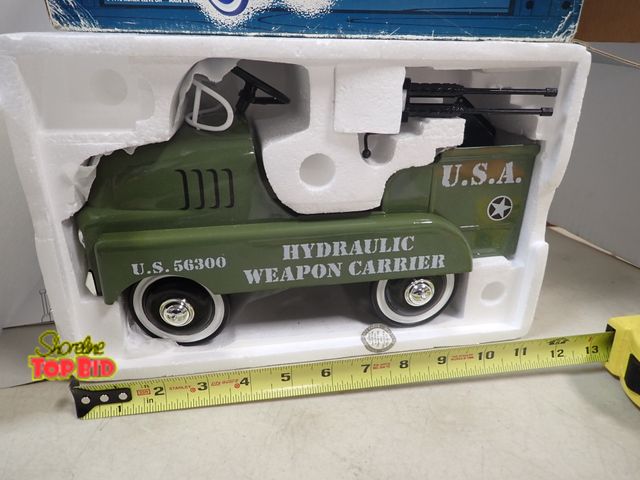 U.S.A.
HYDRAULIC
WEAPON CARRIER
U.S. 56300
Shoreline
TOP BID
1 2 3 4 5 6 7 8 9 10 11 12 13
in
STANLEY